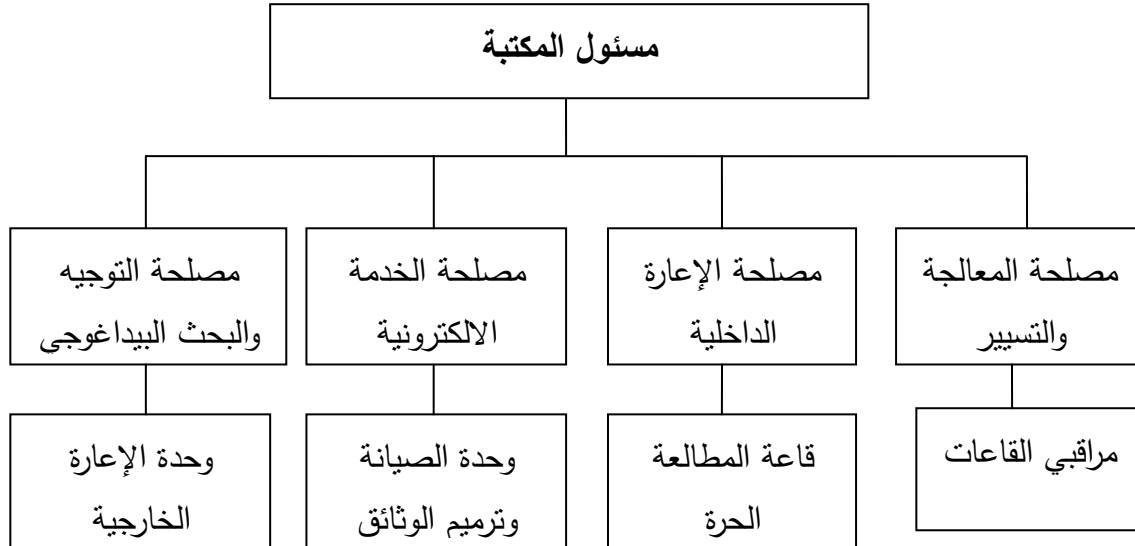 مسئول المكتبة
مصلحة المعالجة
والتسيير
مصلحة الإعارة
الداخلية
مصلحة الخدمة
الالكترونية
مصلحة التوجيه
والبحث البيداغوجي
مراقبي القاعات
قاعة المطالعة
الحرة
وحدة الصيانة
وترميم الوثائق
وحدة الإعارة
الخارجية